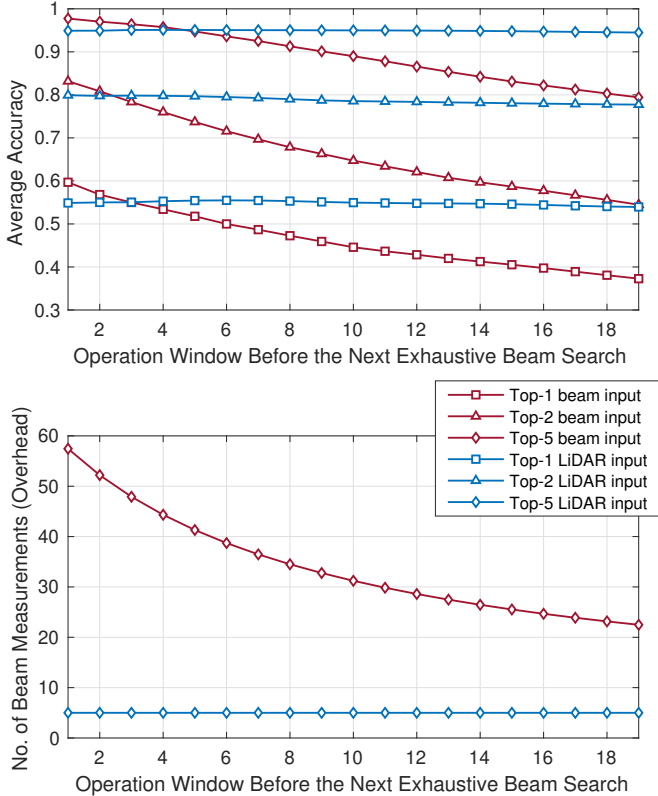 1
0.9
0.8
0.7
0.6
0.5
0.4
0.3
Average Accuracy
2 4 6 8 10 12 14 16 18
Operation Window Before the Next Exhaustive Beam Search
Top-1 beam input
Top-2 beam input
Top-5 beam input
Top-1 LiDAR input
Top-2 LiDAR input
Top-5 LiDAR input
60
50
40
30
20
10
0
No. of Beam Measurements (Overhead)
2 4 6 8 10 12 14 16 18
Operation Window Before the Next Exhaustive Beam Search